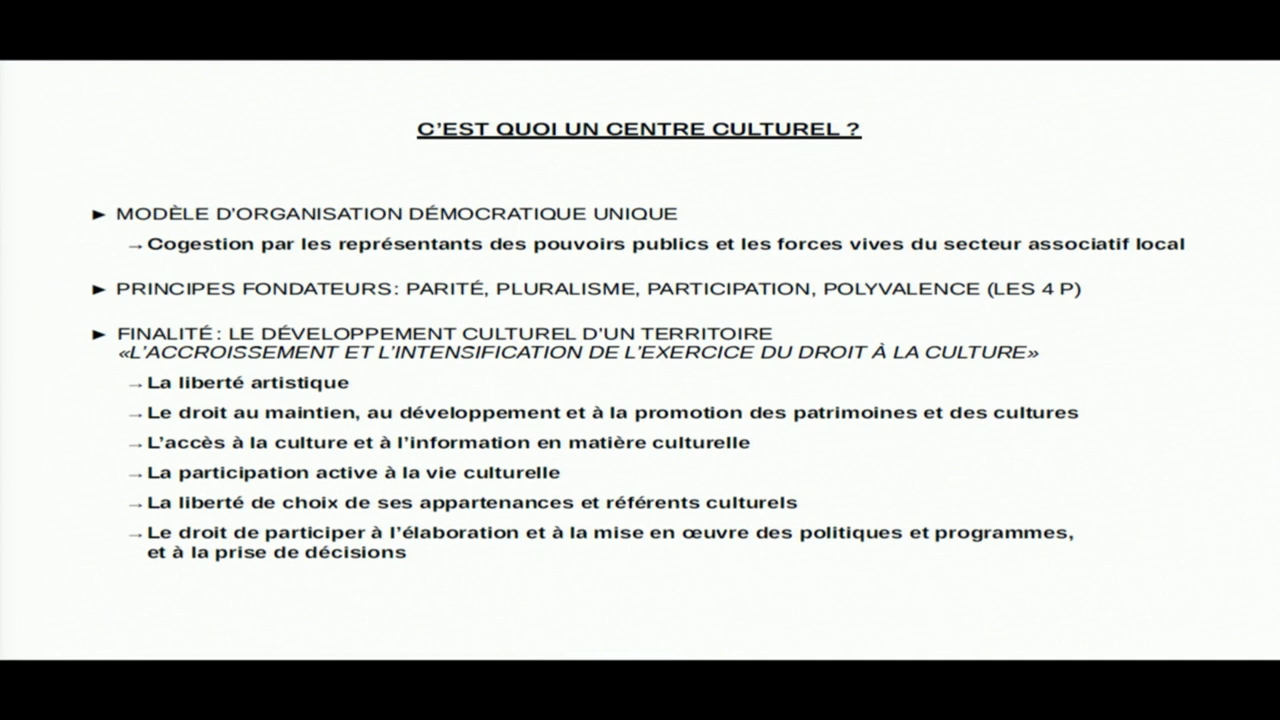 C'EST QUOI UN CENTRE CULTUREL ?
► MODÈLE D'ORGANISATION DÉMOCRATIQUE UNIQUE
→ Cogestion par les représentants des pouvoirs publics et les forces vives du secteur associatif local
► PRINCIPES FONDATEURS : PARITÉ, PLURALISME, PARTICIPATION, POLYVALENCE (LES 4 P)
► FINALITÉ : LE DÉVELOPPEMENT CULTUREL D'UN TERRITOIRE
«L'ACCROISSEMENT ET L'INTENSIFICATION DE L'EXERCICE DU DROIT À LA CULTURE»
→ La liberté artistique
→ Le droit au maintien, au développement et à la promotion des patrimoines et des cultures
→ L'accès à la culture et à l'information en matière culturelle
→ La participation active à la vie culturelle
→ La liberté de choix de ses appartenances et référents culturels
→ Le droit de participer à l'élaboration et à la mise en œuvre des politiques et programmes,
et à la prise de décisions